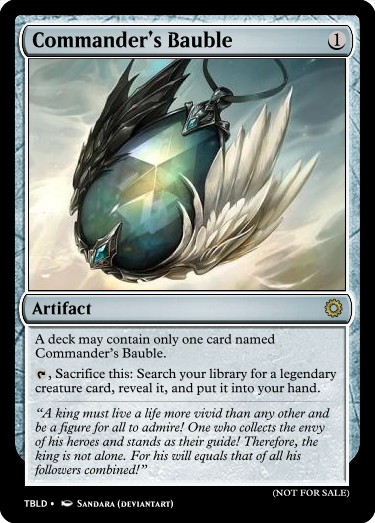 Commander's Bauble 1
Artifact
A deck may contain only one card named
Commander's Bauble.
, Sacrifice this: Search your library for a legendary
creature card, reveal it, and put it into your hand.
"A king must live a life more vivid than any other and
be a figure for all to admire! One who collects the envy
of his heroes and stands as their guide! Therefore, the
king is not alone. For his will equals that of all his
followers combined!"
(NOT FOR SALE)
TBLD • Sandara (deviantart)